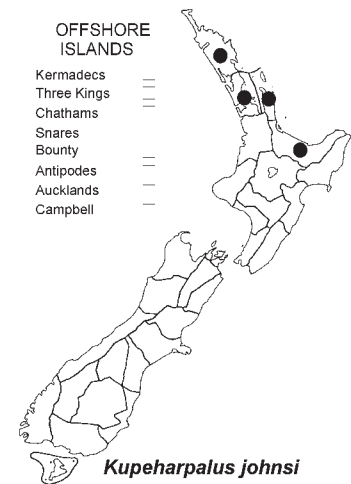 OFFSHORE
ISLANDS
Kermadecs
Three Kings
Chathams
Snares
Bounty
Antipodes
Aucklands
Campbell
Kupeharpalus johnsi